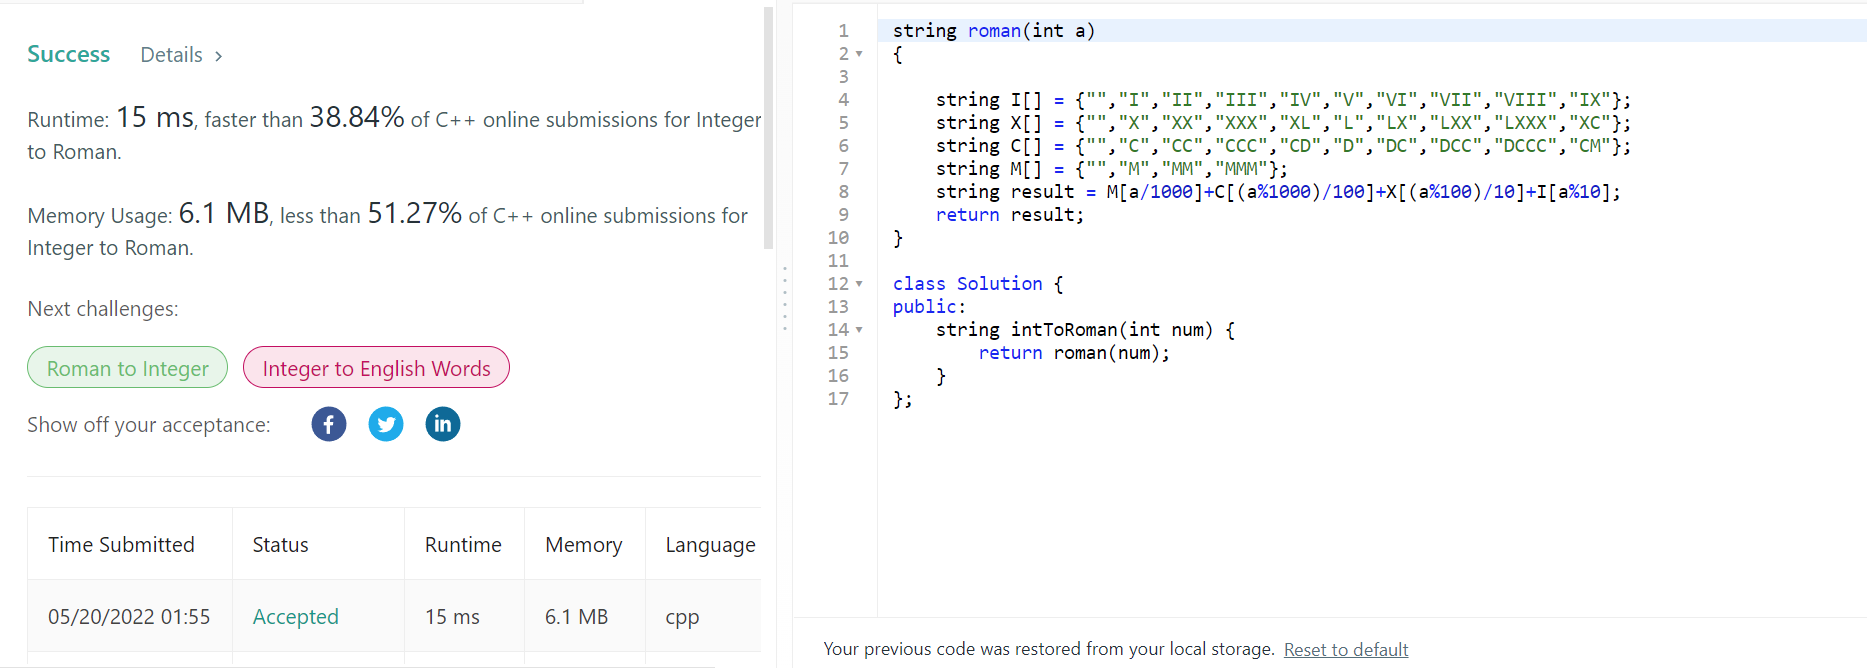 Success Details >
Runtime: 15 ms, faster than 38.84% of C++ online submissions for Integer
to Roman.
Memory Usage: 6.1 MB, less than 51.27% of C++ online submissions for
Integer to Roman.
Next challenges:
Roman to Integer Integer to English Words
Show off your acceptance: f in
Time Submitted Status Runtime Memory Language
05/20/2022 01:55 Accepted 15 ms 6.1 MB cpp
1 string roman(int a)
2 {
3
4 string I[] = {"","I","II","III","IV","V","VI","VII","VIII","IX"};
5 string X[] = {"","X","XX","XXX","XL","L","LX","LXX","LXXX","XC"};
6 string C[] = {"","C","CC","CCC","CD","D","DC","DCC","DCCC","CM"};
7 string M[] = {"","M","MM","MMM"};
8 string result = M[a/1000]+C[(a%1000)/100]+X[(a%100)/10]+I[a%10];
9 return result;
10 }
11
12 class Solution {
13 public:
14 string intToRoman(int num) {
15 return roman(num);
16 }
17 };
Your previous code was restored from your local storage. Reset to default